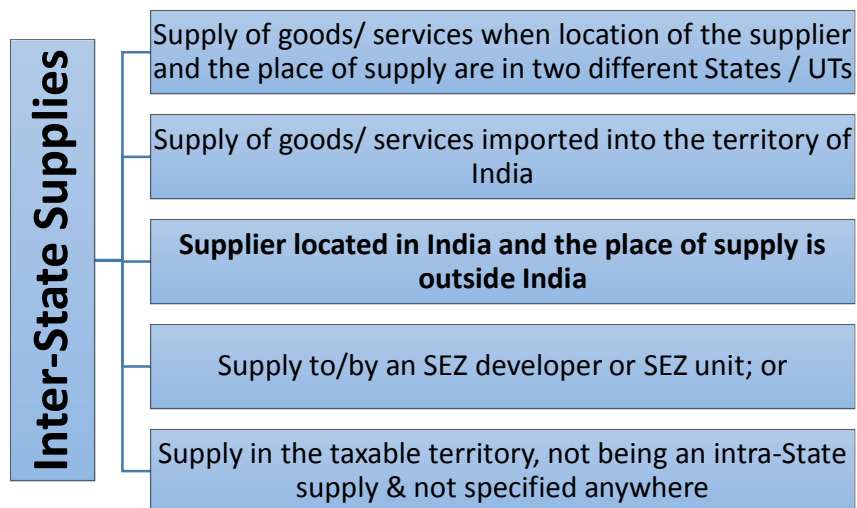 Inter-State Supplies
Supply of goods/ services when location of the supplier
and the place of supply are in two different States / UTs
Supply of goods/ services imported into the territory of
India
Supplier located in India and the place of supply is
outside India
Supply to/by an SEZ developer or SEZ unit; or
Supply in the taxable territory, not being an intra-State
supply & not specified anywhere